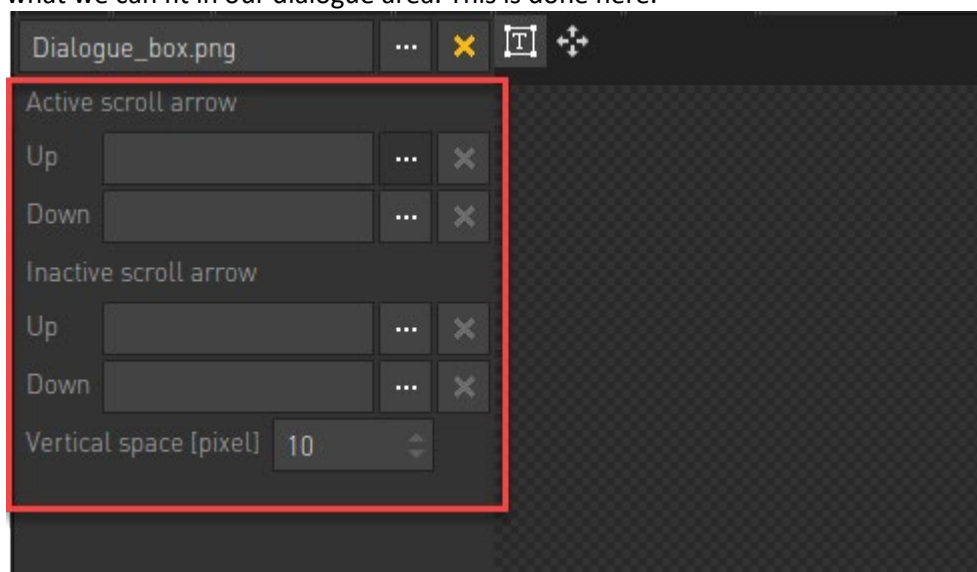 what we can fit in our dialogue area. This is done here:
Dialogue_box.png ... T
Active scroll arrow
Up ...
Down ...
Inactive scroll arrow
Up ...
Down ...
Vertical space [pixel] 10